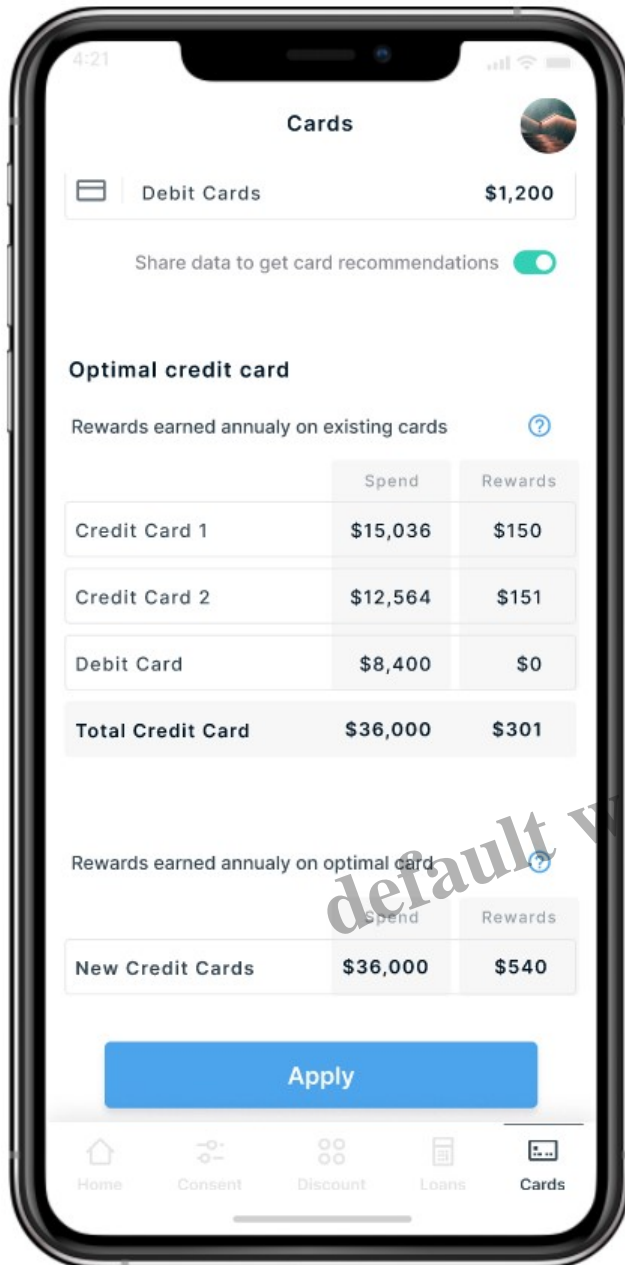 4:21
Cards
Debit Cards $1,200
Share data to get card recommendations
Optimal credit card
Rewards earned annualy on existing cards ?
Spend Rewards
Credit Card 1 $15,036 $150
Credit Card 2 $12,564 $151
Debit Card $8,400 $0
Total Credit Card $36,000 $301
Rewards earned annualy on optimal card ?
default
Spend Rewards
New Credit Cards $36,000 $540
Apply
Home Consent Discount Loans Cards